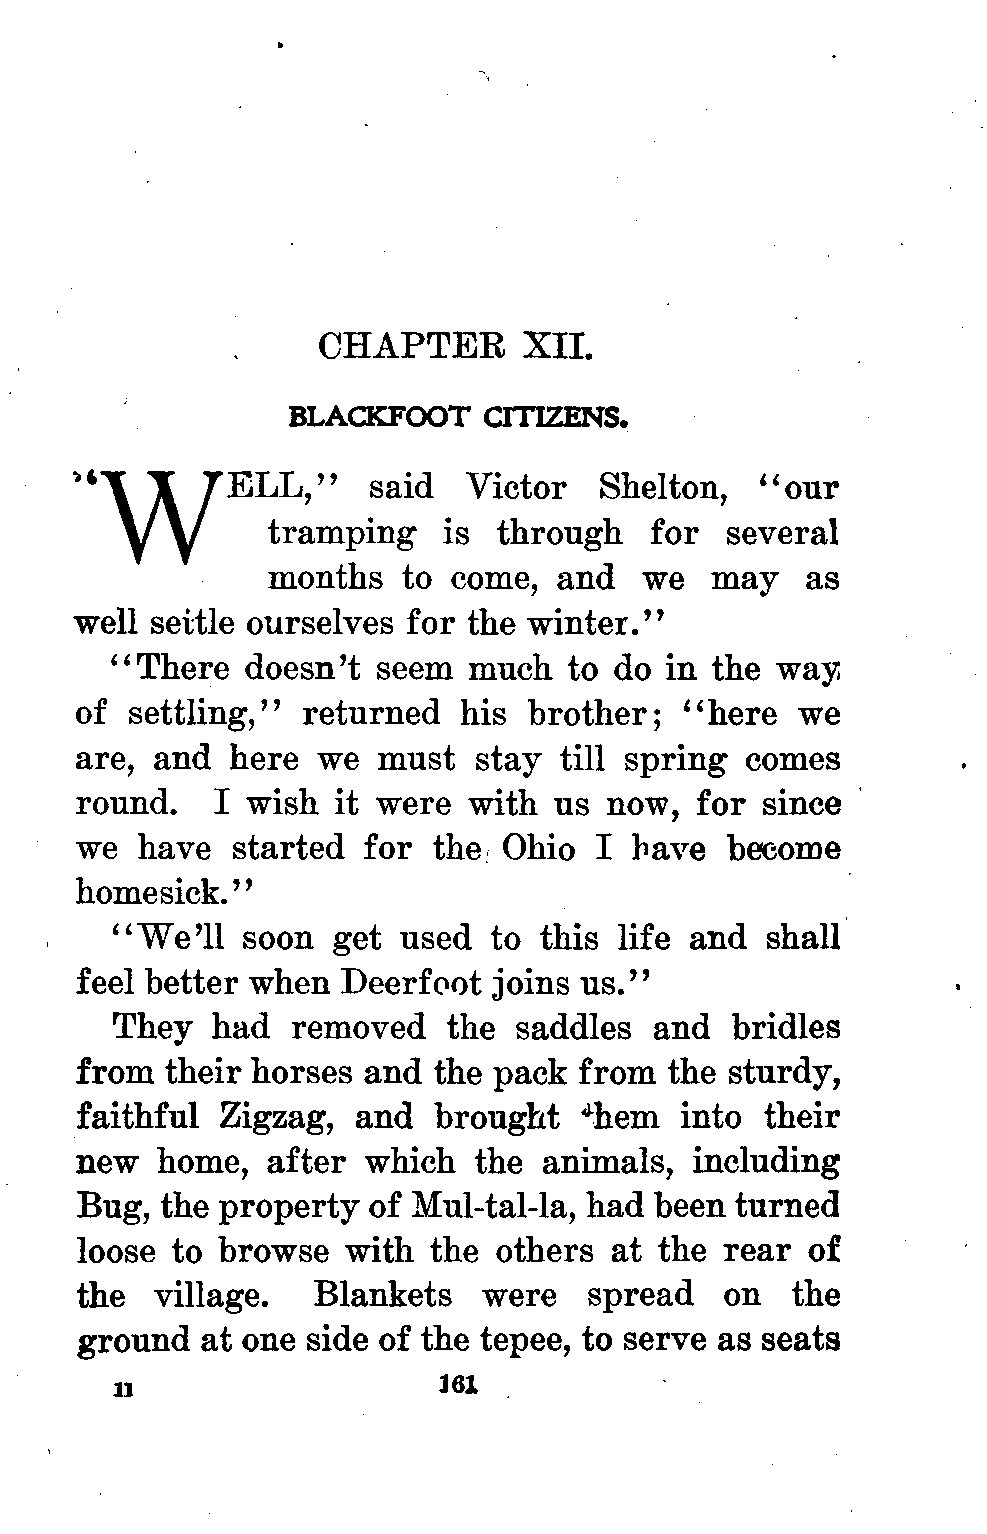 CHAPTER XII.
BLACKFOOT CITIZENS.
"WELL," said Victor Shelton, "our
tramping is through for several
months to come, and we may as
well settle ourselves for the winter."
"There doesn't seem much to do in the way
of settling," returned his brother; "here we
are, and here we must stay till spring comes
round. I wish it were with us now, for since
we have started for the Ohio I have become
homesick."
"We'll soon get used to this life and shall
feel better when Deerfoot joins us."
They had removed the saddles and bridles
from their horses and the pack from the sturdy,
faithful Zigzag, and brought them into their
new home, after which the animals, including
Bug, the property of Mul-tal-la, had been turned
loose to browse with the others at the rear of
the village. Blankets were spread on the
ground at one side of the tepee, to serve as seats
11 161